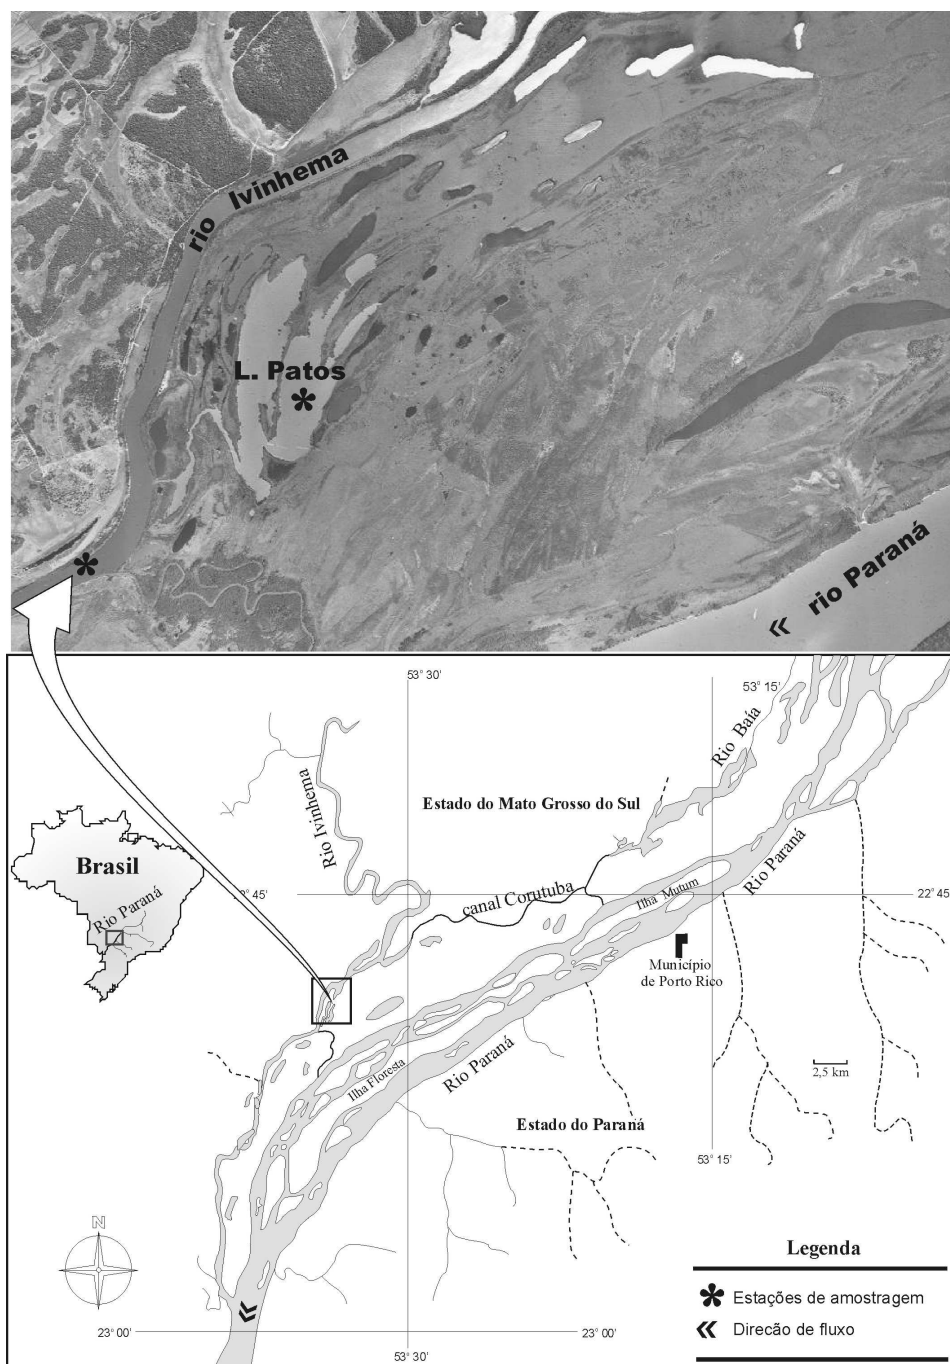 rio Ivinhema
L. Patos
rio Paraná
53° 30'
53° 15'
Rio Baía
Rio Ivinhema
Estado do Mato Grosso do Sul
Brasil
Rio Paraná
Rio Paraná
° 45'
canal Corutuba
Ilha Mutum
22° 45'
Município
de Porto Rico
Rio Paraná
Ilha Floresta
2,5 km
Estado do Paraná
53° 15'
N
Legenda
Estações de amostragem
Direcão de fluxo
23° 00'
23° 00'
53° 30'